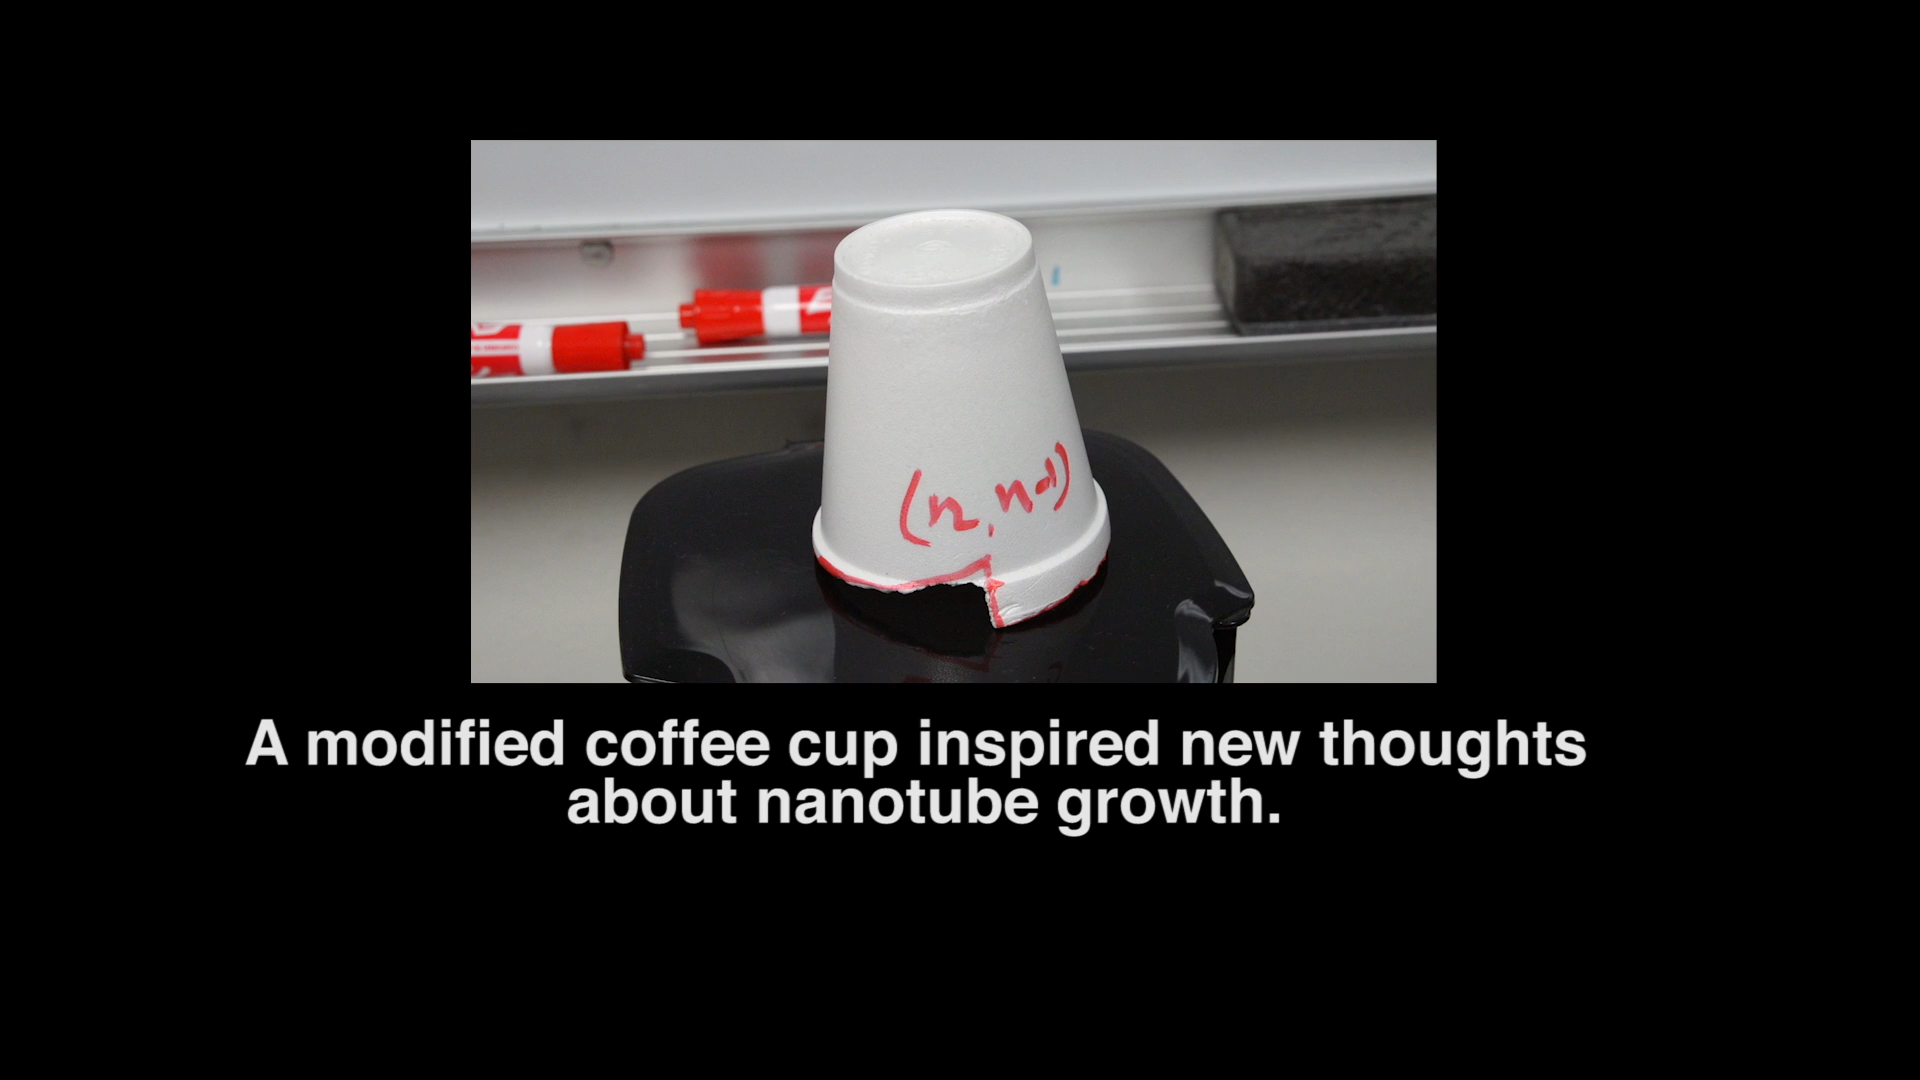 (n, n-1)
A modified coffee cup inspired new thoughts
about nanotube growth.